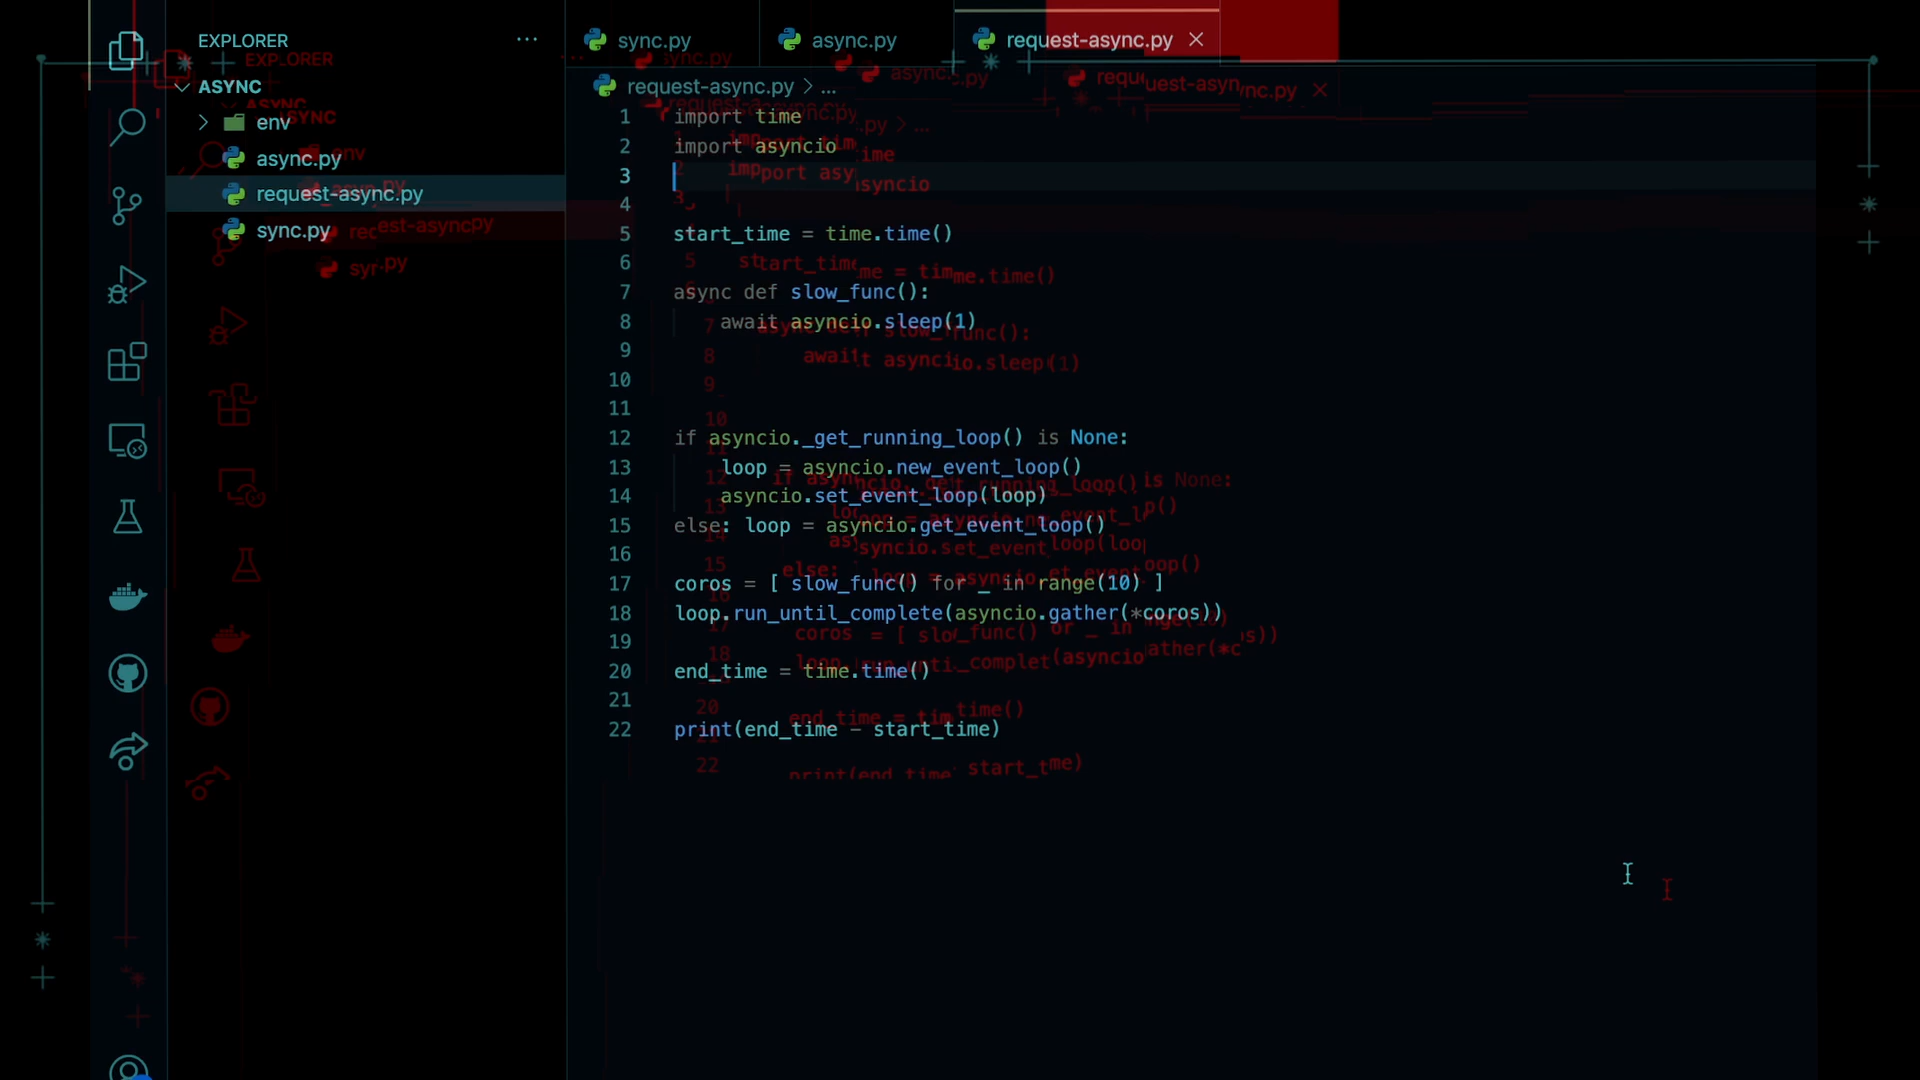 EXPLORER
ASYNC
env
async.py
request-async.py
sync.py
sync.py
async.py
request-async.py
request-async.py > ...
1 import time
2 import asyncio
3
4
5 start_time = time.time()
6
7 async def slow_func():
8 await asyncio.sleep(1)
9
10
11
12 if asyncio._get_running_loop() is None:
13 loop = asyncio.new_event_loop()
14 asyncio.set_event_loop(loop)
15 else: loop = asyncio.get_event_loop()
16
17 coros = [ slow_func() for _ in range(10) ]
18 loop.run_until_complete(asyncio.gather(*coros))
19
20 end_time = time.time()
21
22 print(end_time - start_time)